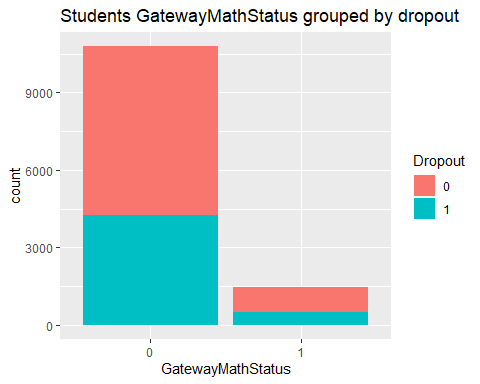 Students GatewayMathStatus grouped by dropout
count
9000
6000
3000
0
0
1
GatewayMathStatus
Dropout
0
1